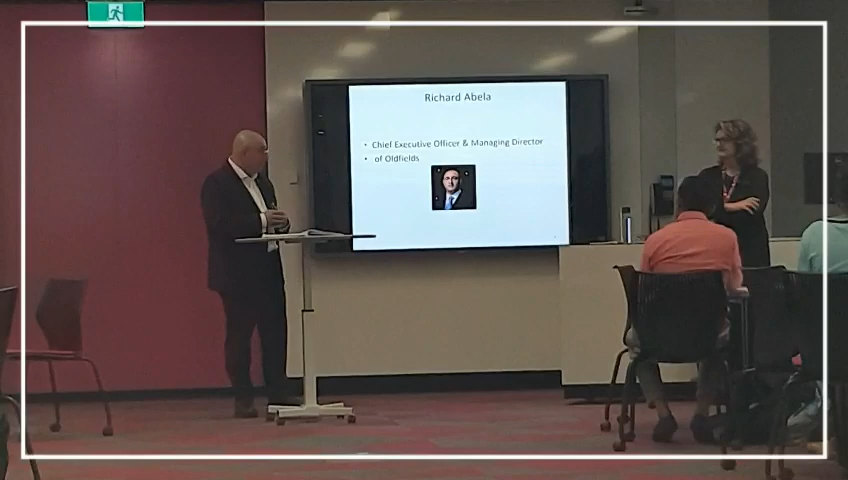 Richard Abela
• Chief Executive Officer & Managing Director
• of Oldfields